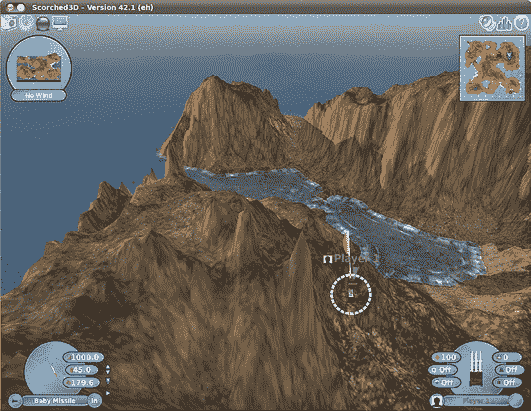 Scorched3D - Version 42.1 (eh)
No Wind
Player
1000.0
45.0
179.6
Baby Missile
In
100
0
Off
Off
Off
Off
Player